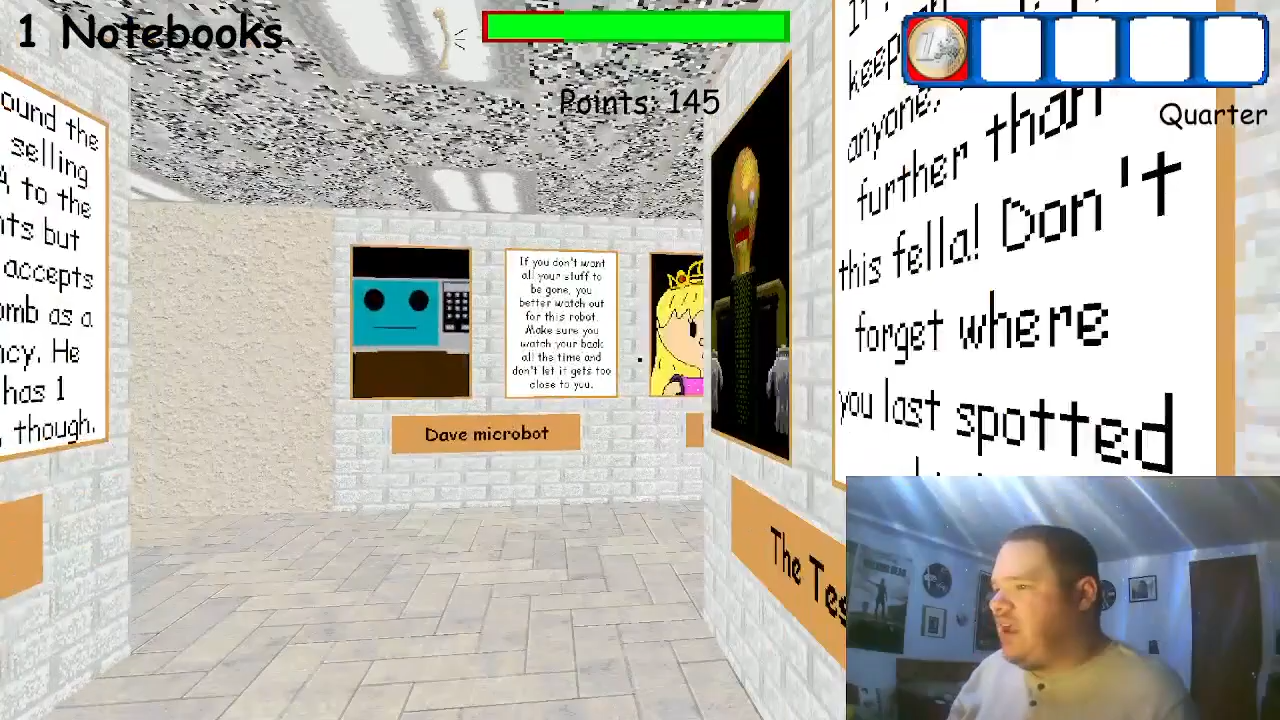 1 Notebooks
Points: 145
Quarter
ound the
selling
A to the
nts but
accepts
omb as a
ncy. He
has 1
, though.
If you don't want
all your stuff to
be gone, you
better watch out
for this robot.
Make sure you
watch your back
all the time and
don't let it gets too
close to you.
Dave microbot
keep
anyone.
further than
this fella! Don't
forget where
you last spotted
The Tes